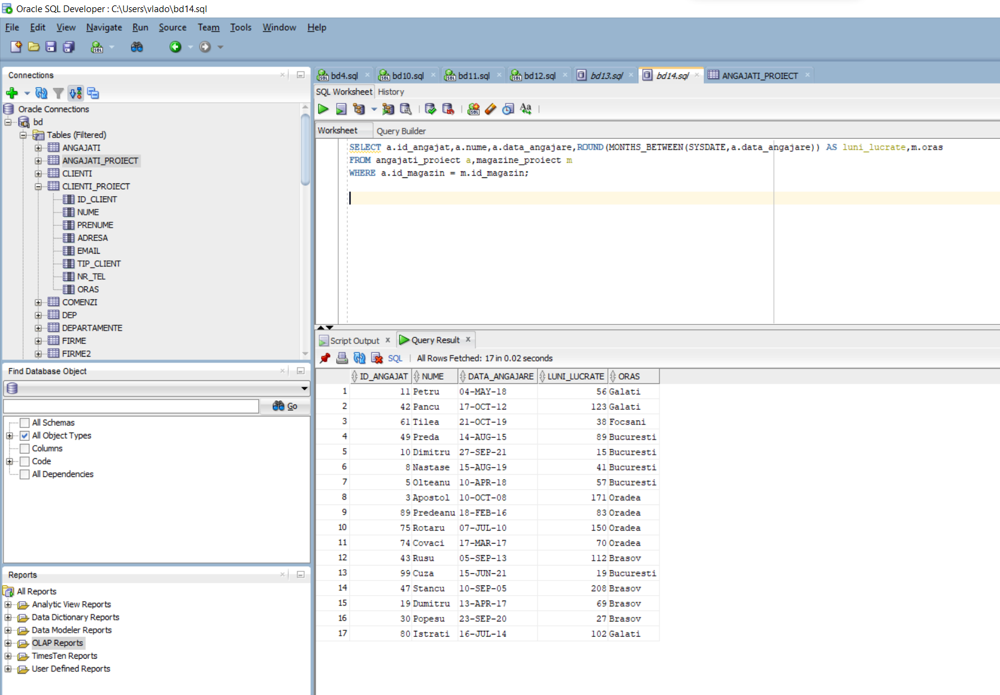 Oracle SQL Developer : C:\Users\vlado\bd14.sql
File Edit View Navigate Run Source Team Tools Window Help
Connections
Oracle Connections
bd
Tables (Filtered)
ANGAJATI
ANGAJATI_PROIECT
CLIENTI
CLIENTI_PROIECT
ID_CLIENT
NUME
PRENUME
ADRESA
EMAIL
TIP_CLIENT
NR_TEL
ORAS
COMENZI
DEP
DEPARTAMENTE
FIRME
FIRME2
Find Database Object
Go
All Schemas
All Object Types
Columns
Code
All Dependencies
Reports
All Reports
Analytic View Reports
Data Dictionary Reports
Data Modeler Reports
OLAP Reports
TimesTen Reports
User Defined Reports
bd4.sql bd10.sql bd11.sql bd12.sql bd13.sql bd14.sql ANGAJATI_PROIECT
SQL Worksheet History
Worksheet Query Builder
SELECT a.id_angajat,a.nume,a.data_angajare,ROUND(MONTHS_BETWEEN(SYSDATE,a.data_angajare)) AS luni_lucrate,m.oras
FROM angajati_proiect a,magazine_proiect m
WHERE a.id_magazin = m.id_magazin;
Script Output Query Result
SQL All Rows Fetched: 17 in 0.02 seconds
ID_ANGAJAT NUME DATA_ANGAJARE LUNI_LUCRATE ORAS
1 11 Petru 04-MAY-18 56 Galati
2 42 Pancu 17-OCT-12 123 Galati
3 61 Tilea 21-OCT-19 38 Focsani
4 49 Preda 14-AUG-15 89 Bucuresti
5 10 Dimitru 27-SEP-21 15 Bucuresti
6 8 Nastase 15-AUG-19 41 Bucuresti
7 5 Olteanu 10-APR-18 57 Bucuresti
8 3 Apostol 10-OCT-08 171 Oradea
9 89 Predeanu 18-FEB-16 83 Oradea
10 75 Rotaru 07-JUL-10 150 Oradea
11 74 Covaci 17-MAR-17 70 Oradea
12 43 Rusu 05-SEP-13 112 Brasov
13 99 Cuza 15-JUN-21 19 Bucuresti
14 47 Stancu 10-SEP-05 208 Brasov
15 19 Dumitru 13-APR-17 69 Brasov
16 30 Popesu 23-SEP-20 27 Brasov
17 80 Istrati 16-JUL-14 102 Galati